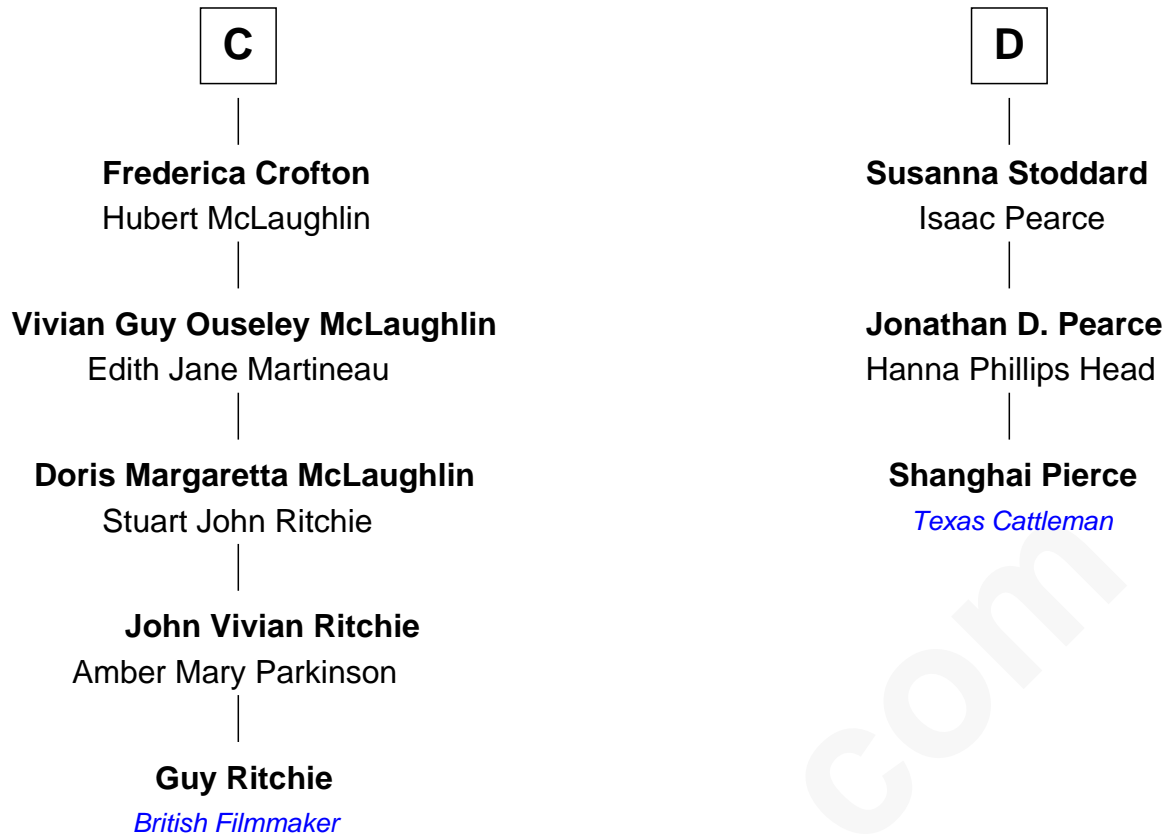 C
Frederica Crofton
Hubert McLaughlin
Vivian Guy Ouseley McLaughlin
Edith Jane Martineau
Doris Margaretta McLaughlin
Stuart John Ritchie
John Vivian Ritchie
Amber Mary Parkinson
Guy Ritchie
British Filmmaker
D
Susanna Stoddard
Isaac Pearce
Jonathan D. Pearce
Hanna Phillips Head
Shanghai Pierce
Texas Cattleman
com